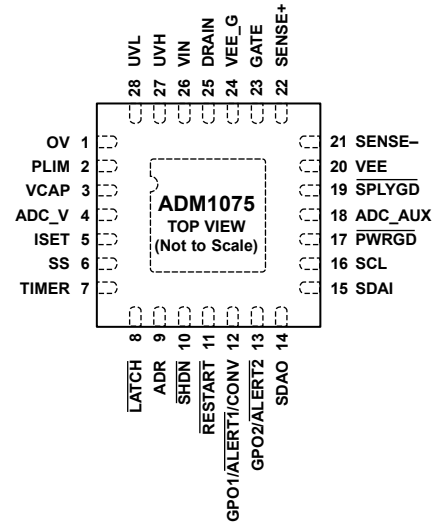 28 UVL
27 UVH
26 VIN
25 DRAIN
24 VEE_G
23 GATE
22 SENSE+
OV 1
PLIM 2
VCAP 3
ADC_V 4
ISET 5
SS 6
TIMER 7
ADM1075
TOP VIEW
(Not to Scale)
21 SENSE–
20 VEE
19 SPLYGD
18 ADC_AUX
17 PWRGD
16 SCL
15 SDAI
LATCH 8
ADR 9
SHDN 10
RESTART 11
GPO1/ALERT1/CONV 12
GPO2/ALERT2 13
SDAO 14